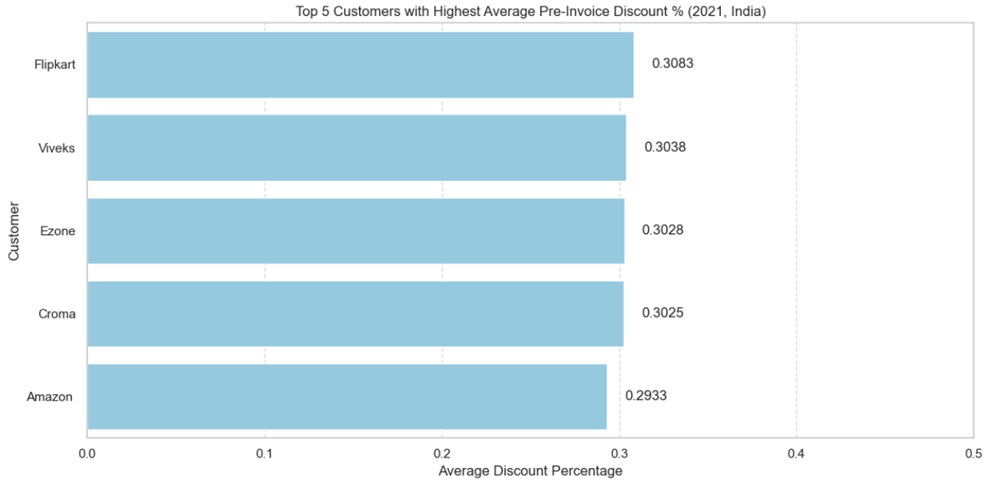 Top 5 Customers with Highest Average Pre-Invoice Discount % (2021, India)
Customer
Flipkart
0.3083
Viveks
0.3038
Ezone
0.3028
Croma
0.3025
Amazon
0.2933
0.0 0.1 0.2 0.3 0.4 0.5
Average Discount Percentage